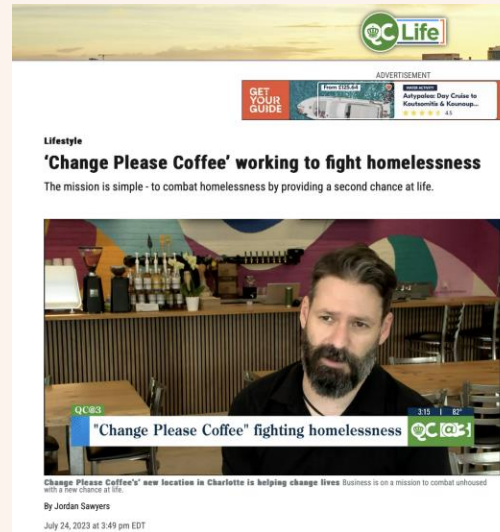 QC Life
ADVERTISEMENT
GET
YOUR
GUIDE
From £125.64
WATER ACTIVITY
Astypalea: Day Cruise to
Koutsomitis & Kounoup...
4.5
Lifestyle
‘Change Please Coffee’ working to fight homelessness
The mission is simple - to combat homelessness by providing a second chance at life.
QC@3
3:15 | 82°
"Change Please Coffee" fighting homelessness
QC @3
Change Please Coffee's' new location in Charlotte is helping change lives Business is on a mission to combat unhoused
with a new chance at life.
By Jordan Sawyers
July 24, 2023 at 3:49 pm EDT